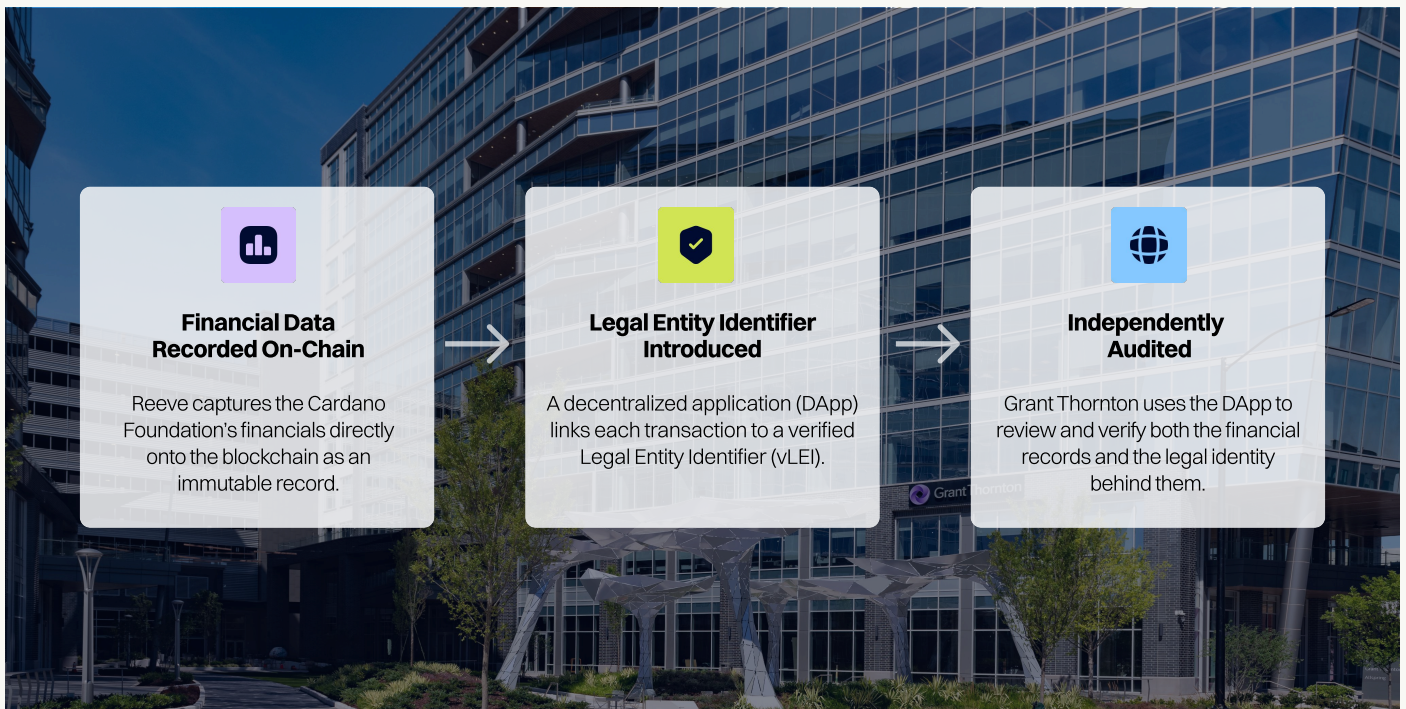 Financial Data
Recorded On-Chain
Reeve captures the Cardano
Foundation's financials directly
onto the blockchain as an
immutable record.
Legal Entity Identifier
Introduced
A decentralized application (DApp)
links each transaction to a verified
Legal Entity Identifier (vLEI).
Independently
Audited
Grant Thornton uses the DApp to
review and verify both the financial
records and the legal identity
behind them.
Grant Thornton